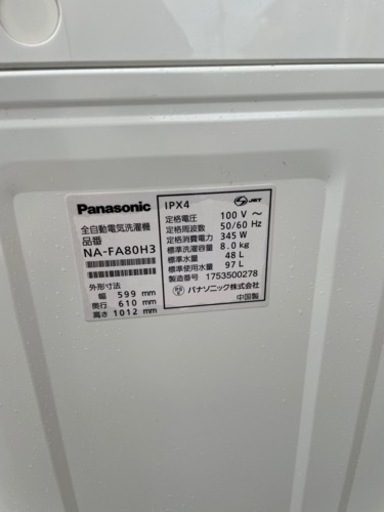 Panasonic
全自動電気洗濯機
品番
NA-FA80H3
外形寸法
幅 599 mm
奥行 610 mm
高さ 1012 mm
IPX4
JET
定格電圧 100 V ～
定格周波数 50/60 Hz
定格消費電力 345 W
標準洗濯容量 8.0 kg
標準水量 48 L
標準使用水量 97 L
製造番号 1753500278
パナソニック株式会社
中国製